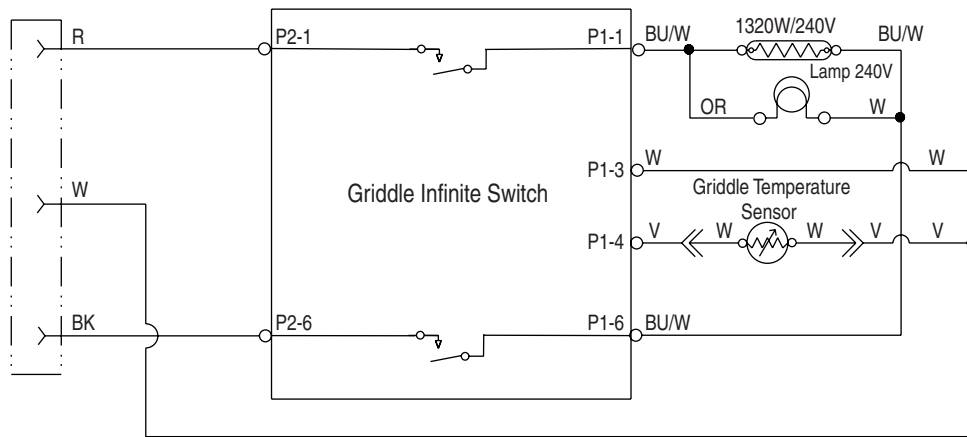 R P2-1 P1-1 BU/W 1320W/240V BU/W
Lamp 240V
OR W
P1-3 W W
W Griddle Infinite Switch Griddle Temperature
Sensor
P1-4 V W W V V
BK P2-6 P1-6 BU/W